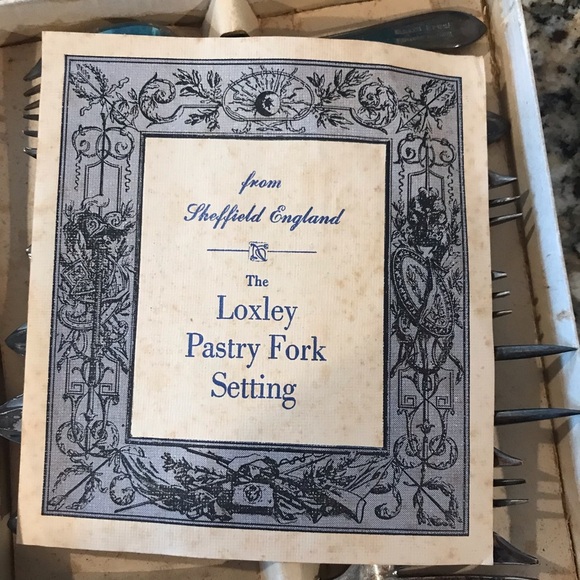 from
Sheffield England
The
Loxley
Pastry Fork
Setting